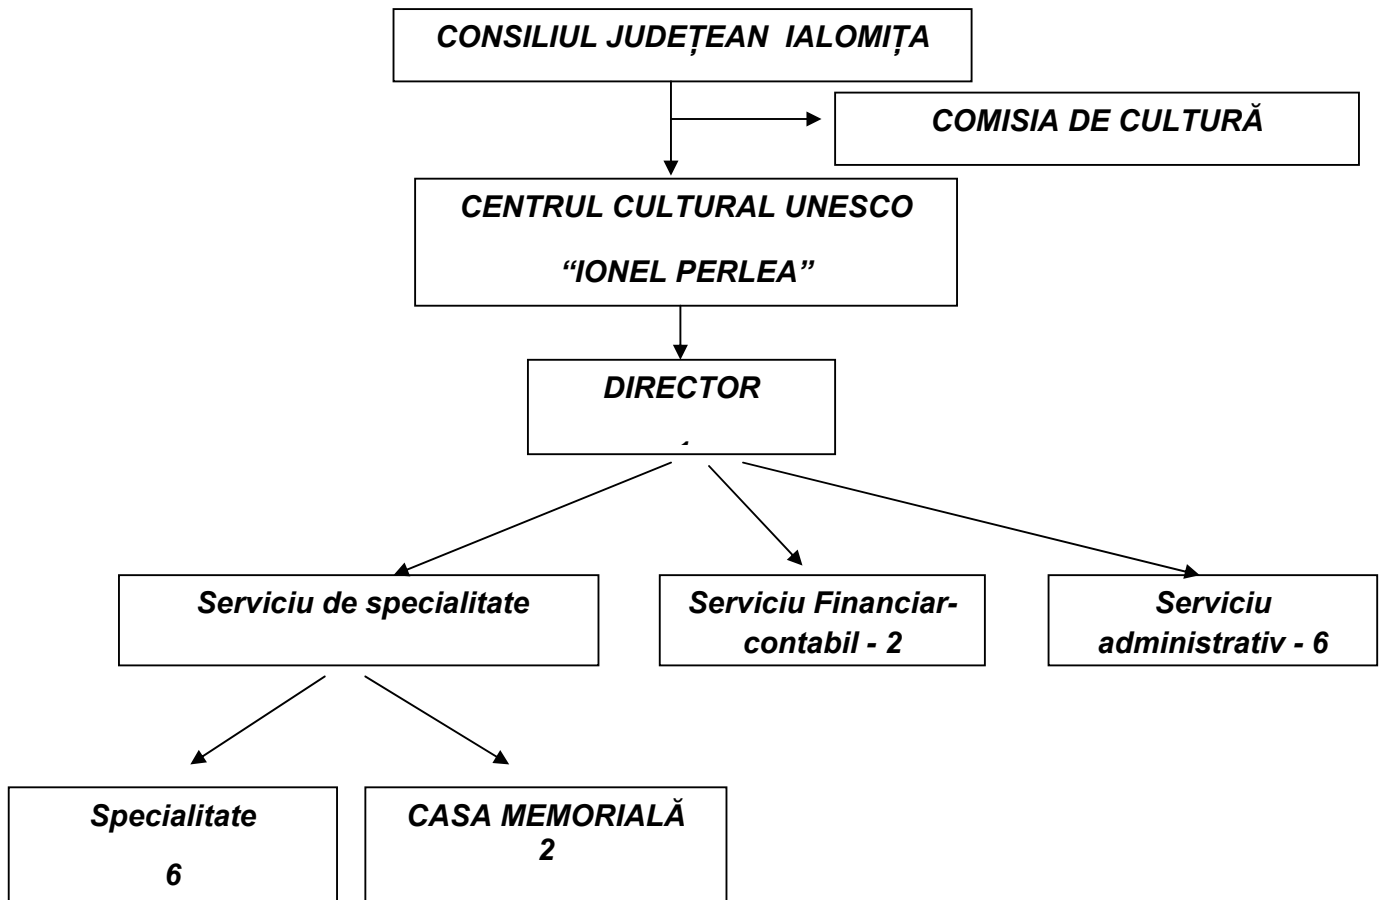 CONSILIUL JUDEȚEAN IALOMIȚA
COMISIA DE CULTURĂ
CENTRUL CULTURAL UNESCO
“IONEL PERLEA”
DIRECTOR
Serviciu de specialitate
Serviciu Financiar-
contabil - 2
Serviciu
administrativ - 6
Specialitate
6
CASA MEMORIALĂ
2